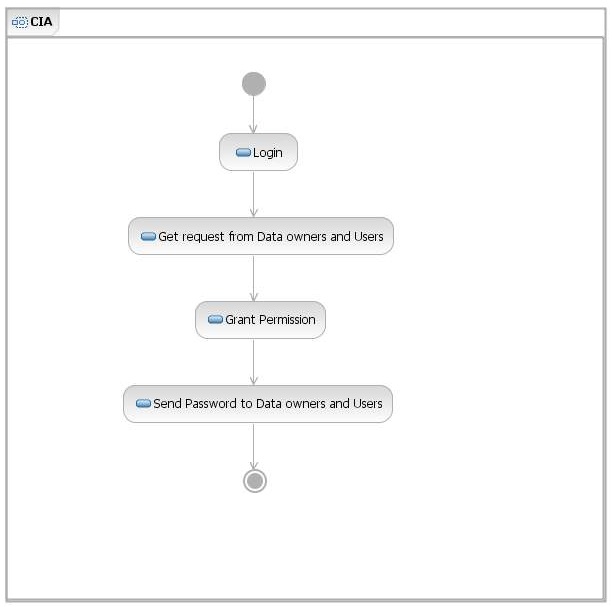 CIA
Login
Get request from Data owners and Users
Grant Permission
Send Password to Data owners and Users